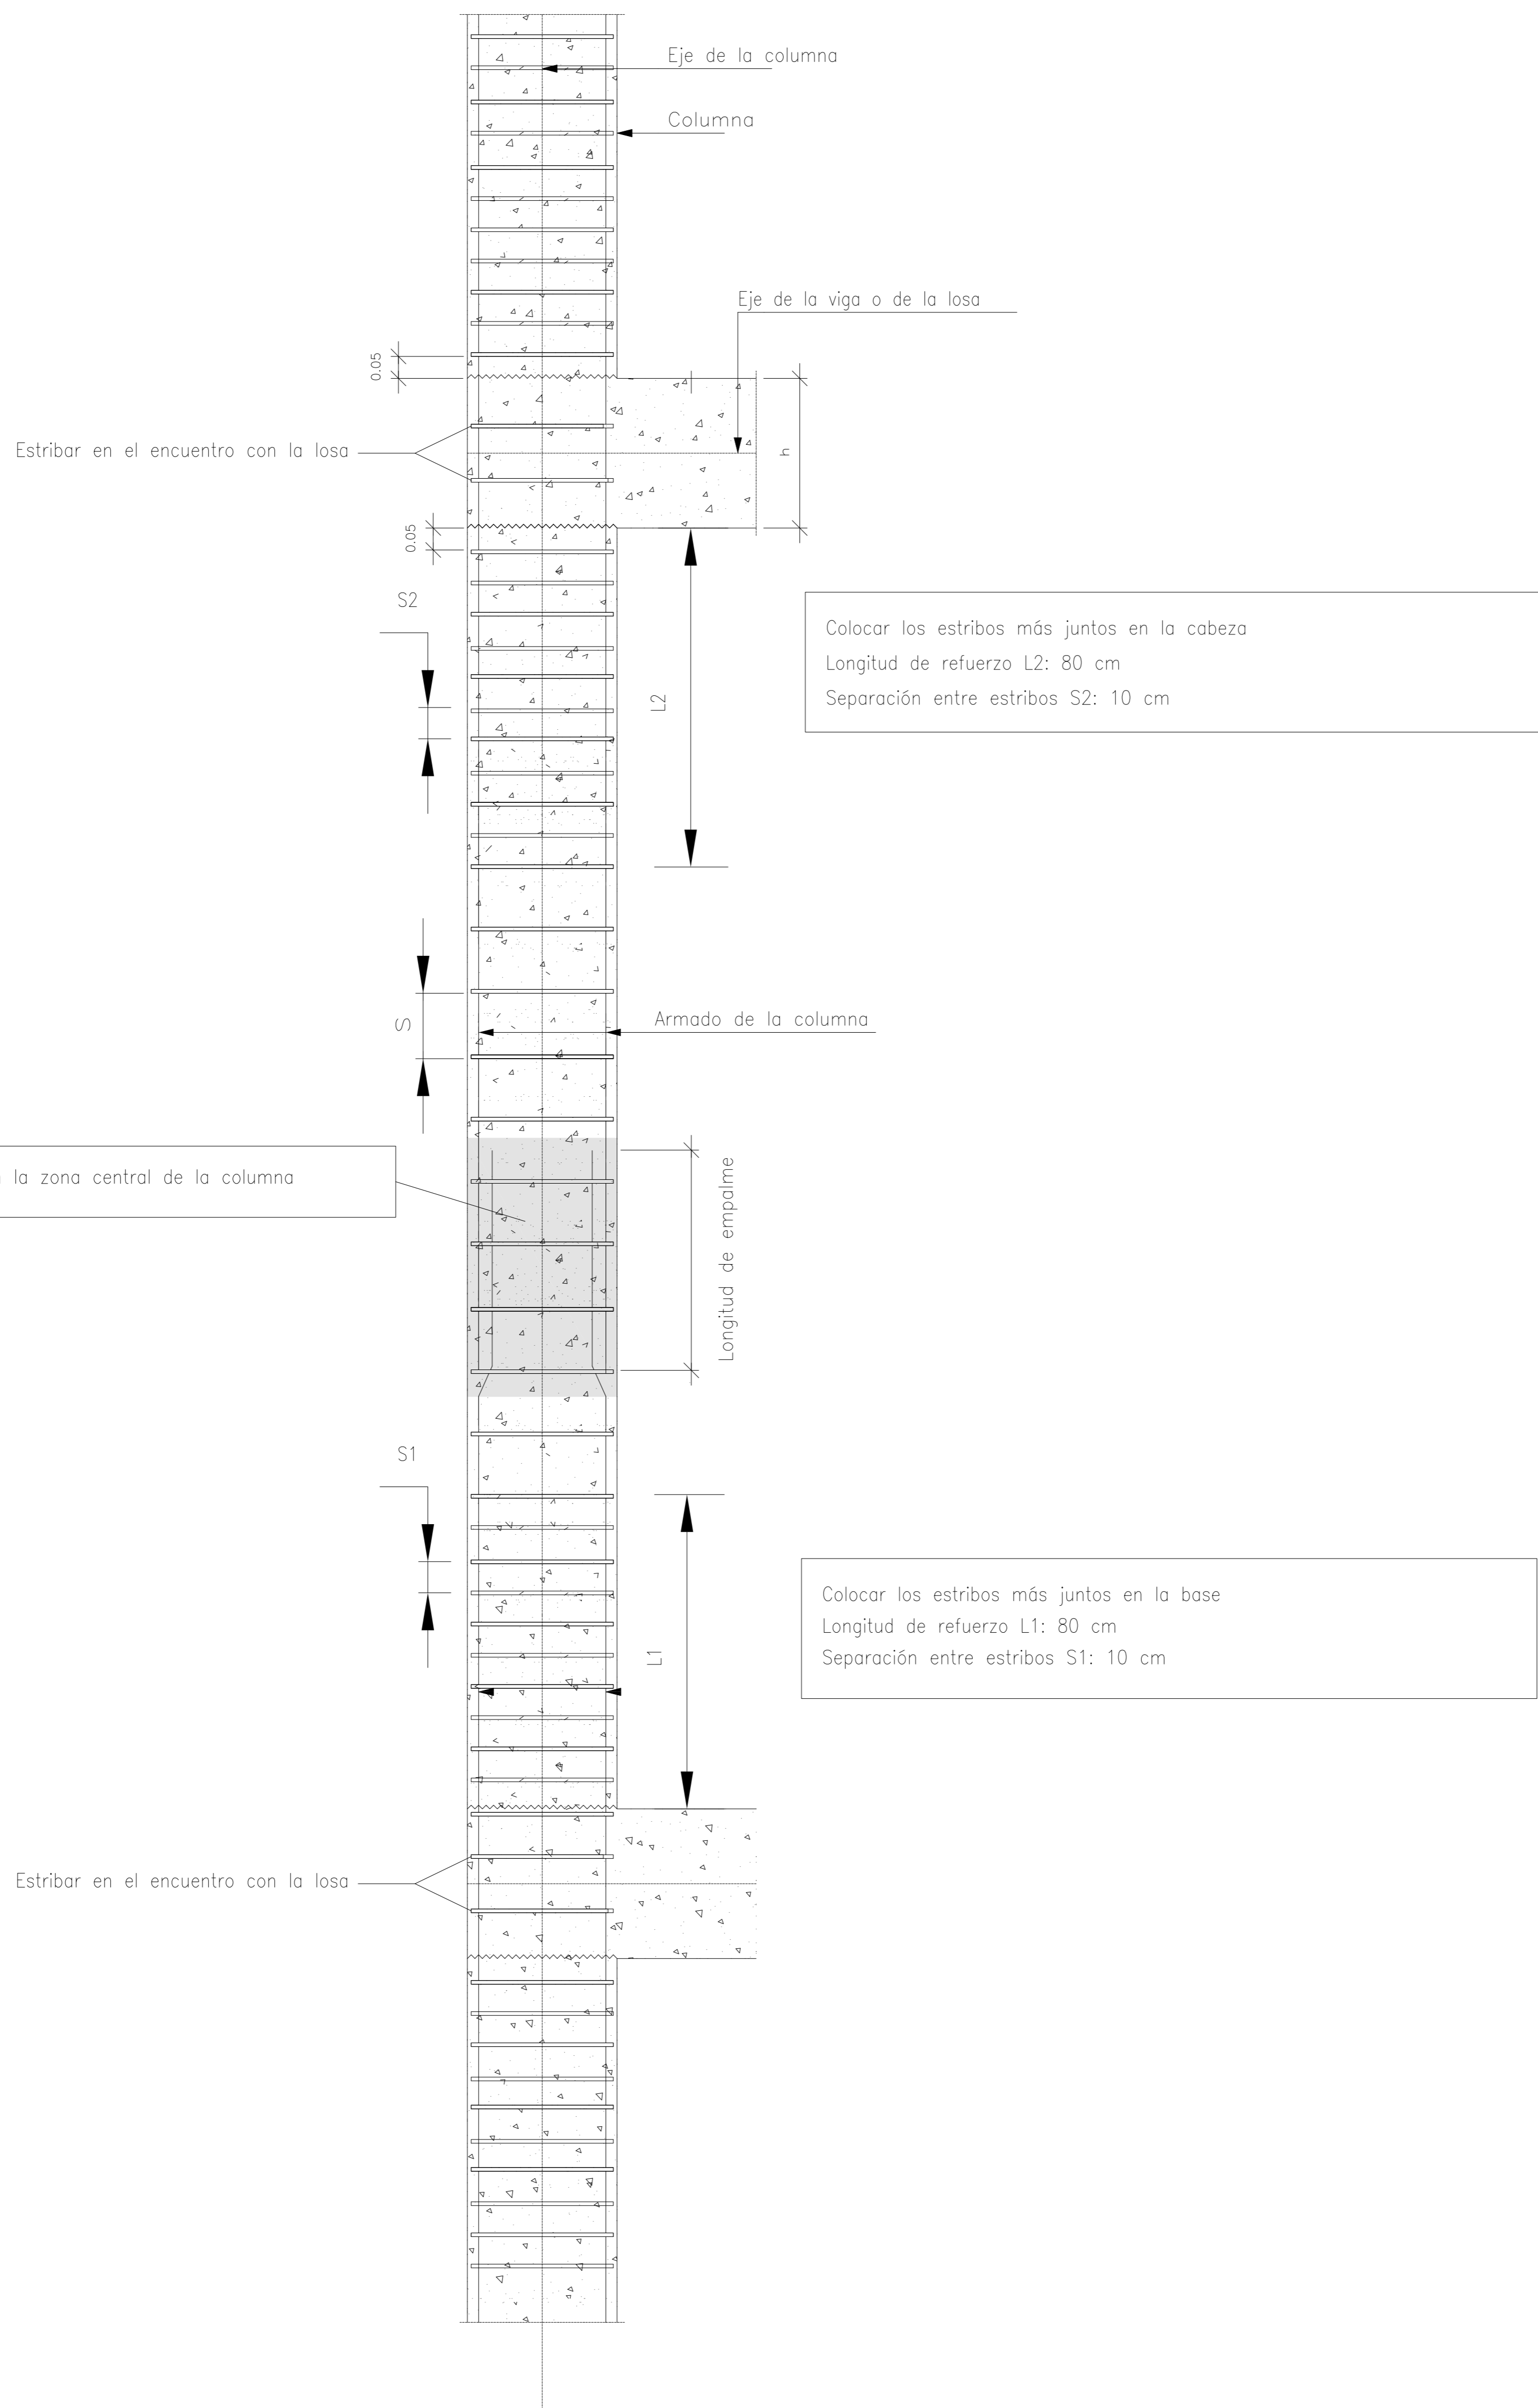 Eje de la columna
Columna
Eje de la viga o de la losa
0.05
Estribar en el encuentro con la losa
h
0.05
S2
Colocar los estribos más juntos en la cabeza
Longitud de refuerzo L2: 80 cm
Separación entre estribos S2: 10 cm
L2
S
Armado de la columna
la zona central de la columna
Longitud de empalme
S1
Colocar los estribos más juntos en la base
Longitud de refuerzo L1: 80 cm
Separación entre estribos S1: 10 cm
L1
Estribar en el encuentro con la losa